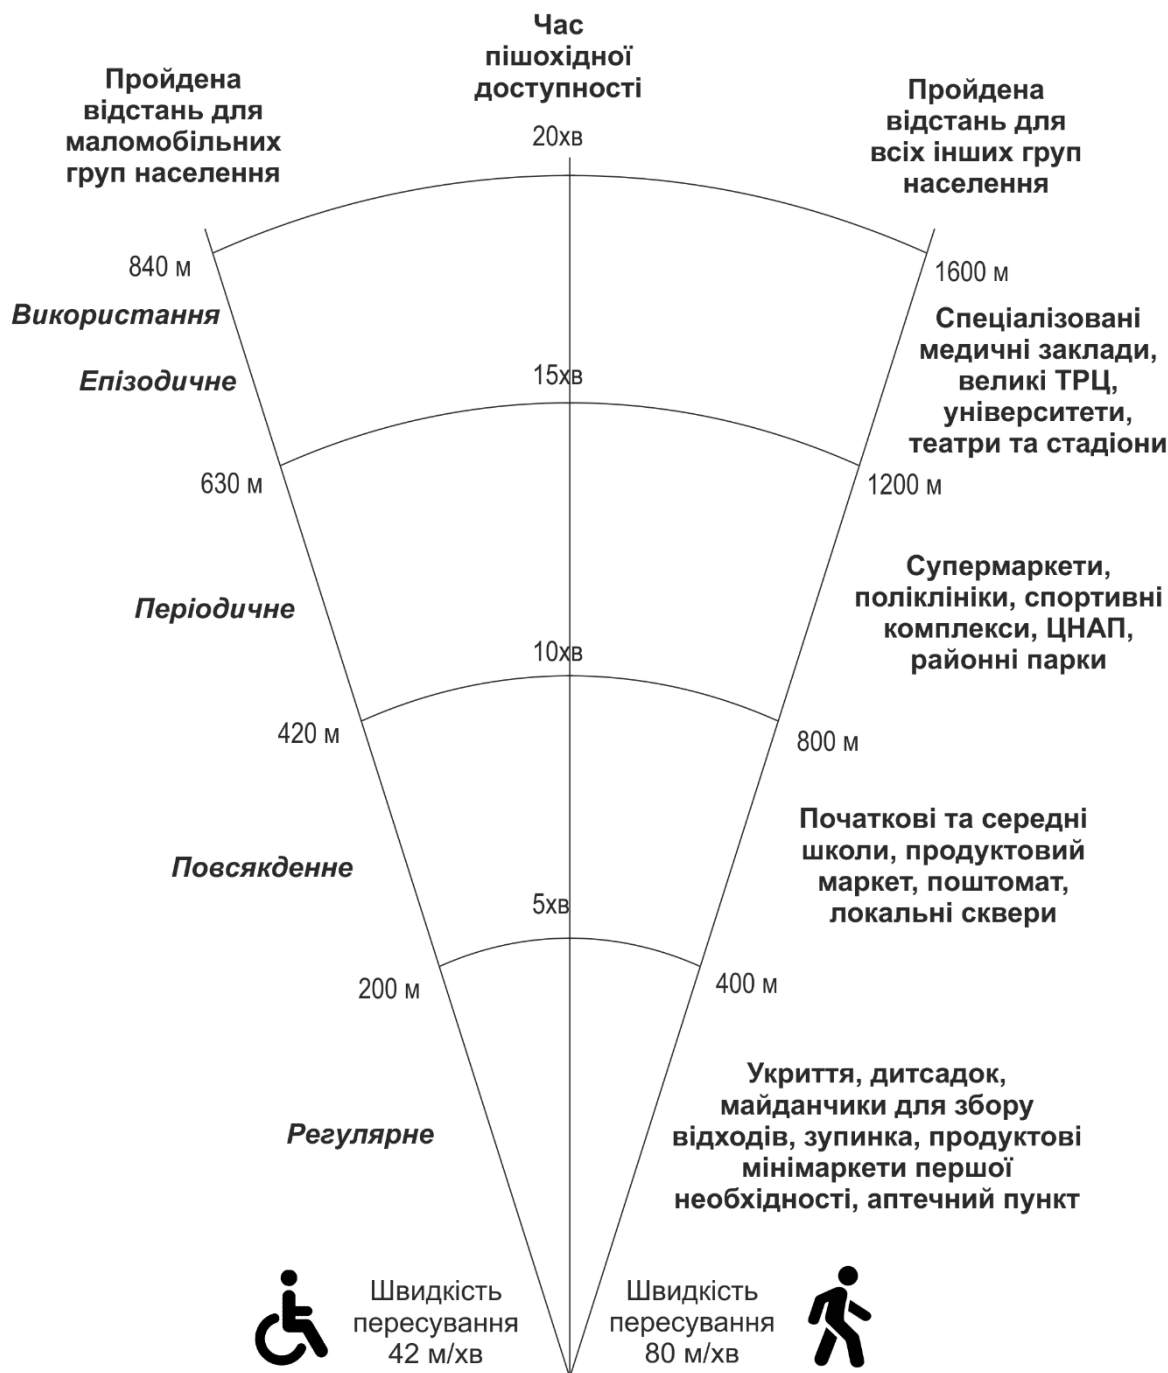 Час
пішохідної
доступності
Пройдена
відстань для
маломобільних
груп населення
Пройдена
відстань для
всіх інших груп
населення
20хв
840 м
1600 м
Використання
Епізодичне
Спеціалізовані
медичні заклади,
великі ТРЦ,
університети,
театри та стадіони
15хв
630 м
1200 м
Періодичне
Супермаркети,
поліклініки, спортивні
комплекси, ЦНАП,
районні парки
10хв
420 м
800 м
Повсякденне
Початкові та середні
школи, продуктовий
маркет, поштомат,
локальні сквери
5хв
200 м
400 м
Регулярне
Укриття, дитсадок,
майданчики для збору
відходів, зупинка, продуктові
мінімаркети першої
необхідності, аптечний пункт
Швидкість
пересування
42 м/хв
Швидкість
пересування
80 м/хв